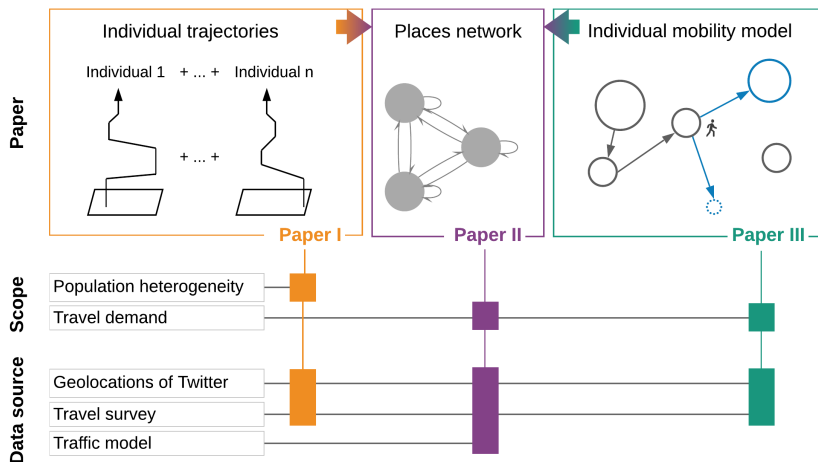 Paper
Individual trajectories
Places network
Individual mobility model
Individual 1 + ... + Individual n
+ ... +
Paper I
Paper II
Paper III
Scope
Population heterogeneity
Travel demand
Data source
Geolocations of Twitter
Travel survey
Traffic model